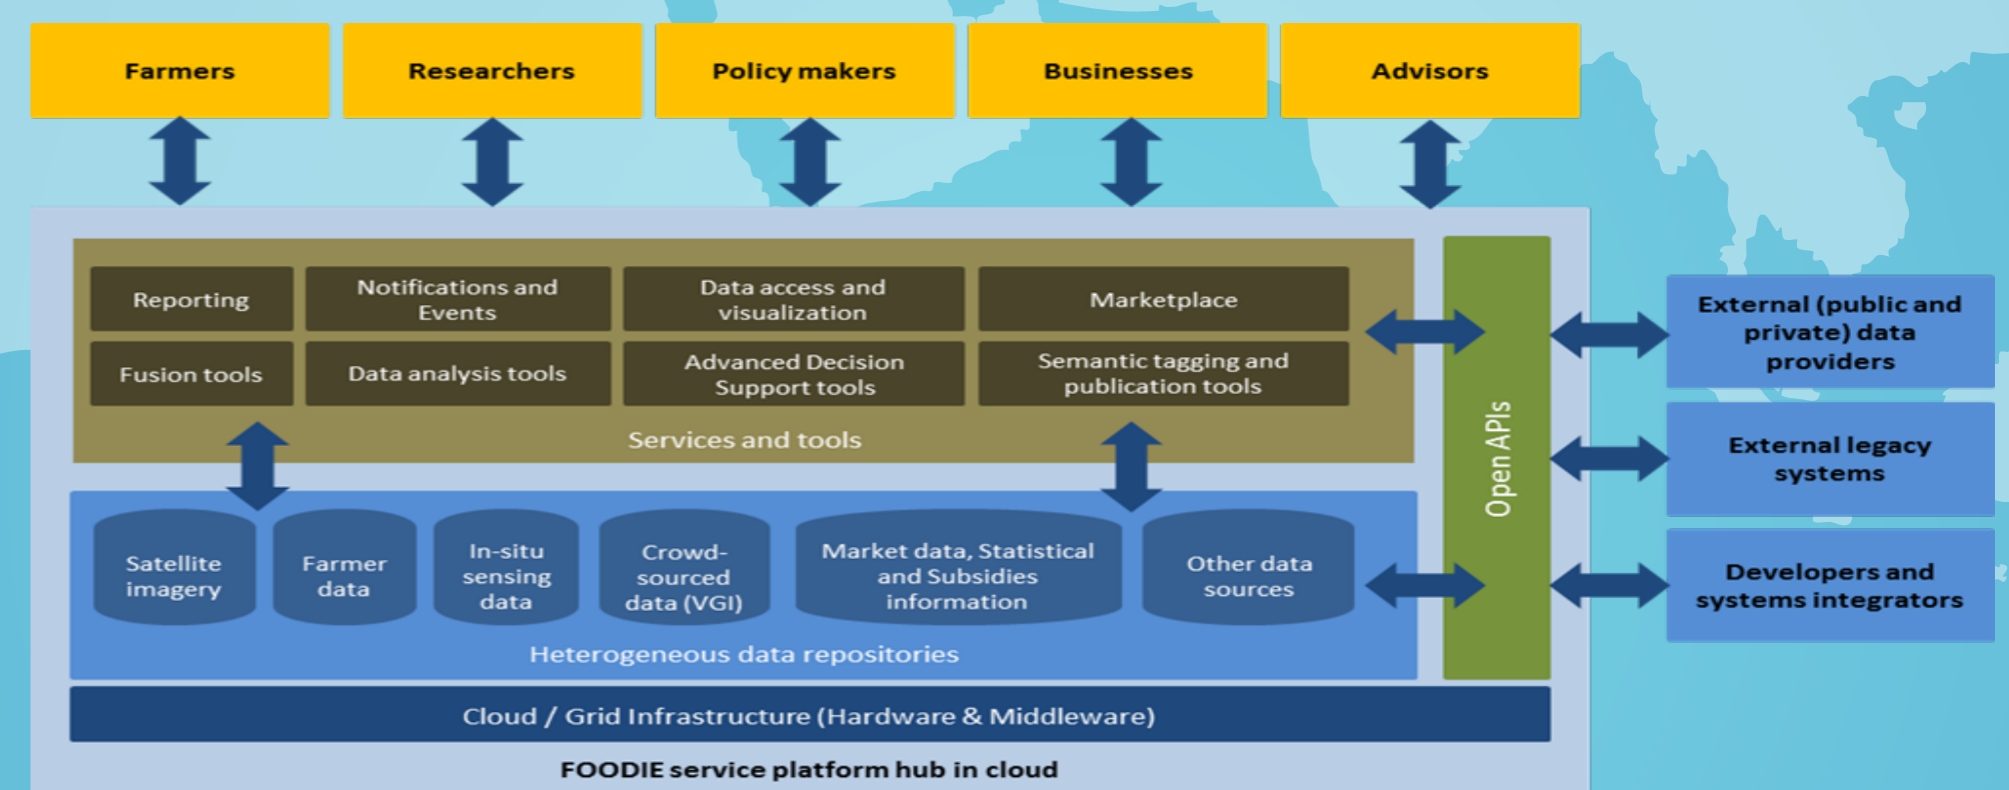 Farmers
Researchers
Policy makers
Businesses
Advisors
Reporting
Notifications and
Events
Data access and
visualization
Marketplace
Fusion tools
Data analysis tools
Advanced Decision
Support tools
Semantic tagging and
publication tools
Services and tools
Open APIs
External (public and
private) data
providers
External legacy
systems
Developers and
systems integrators
Satellite
imagery
Farmer
data
In-situ
sensing
data
Crowd-
sourced
data (VGI)
Market data, Statistical
and Subsidies
information
Other data
sources
Heterogeneous data repositories
Cloud / Grid Infrastructure (Hardware & Middleware)
FOODIE service platform hub in cloud